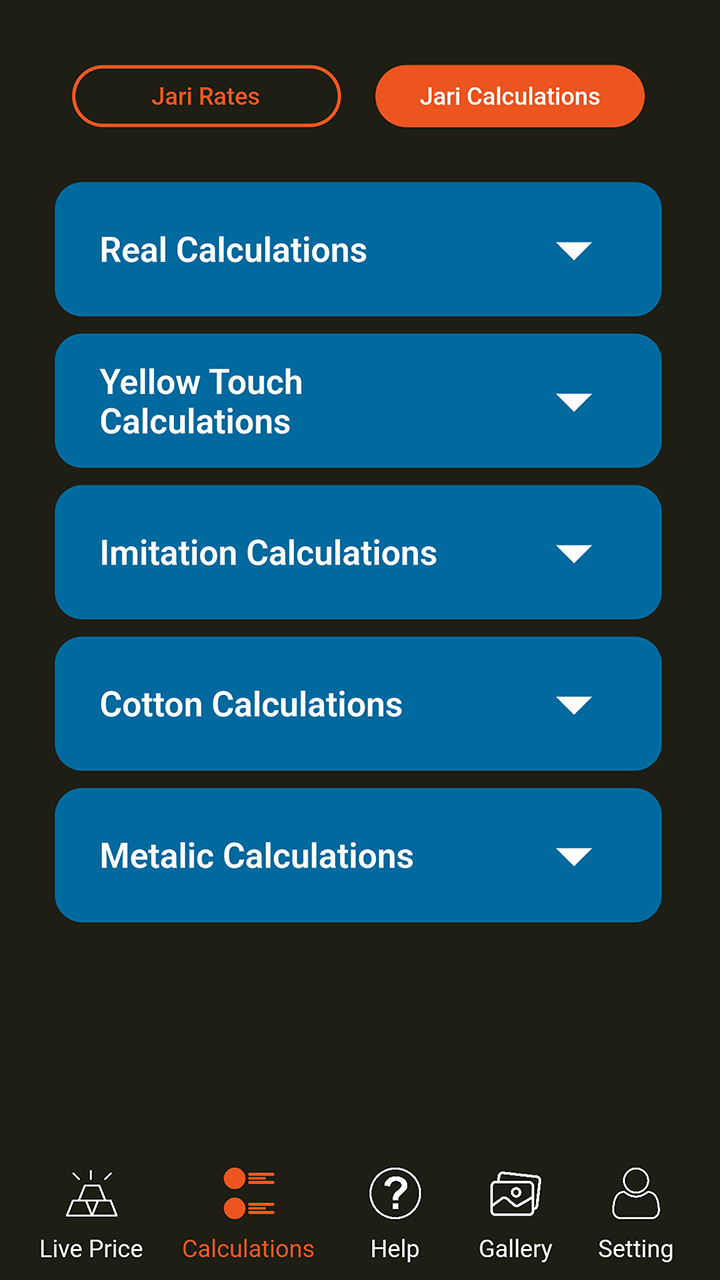 Jari Rates
Jari Calculations
Real Calculations
Yellow Touch
Calculations
Imitation Calculations
Cotton Calculations
Metalic Calculations
Live Price
Calculations
Help
Gallery
Setting